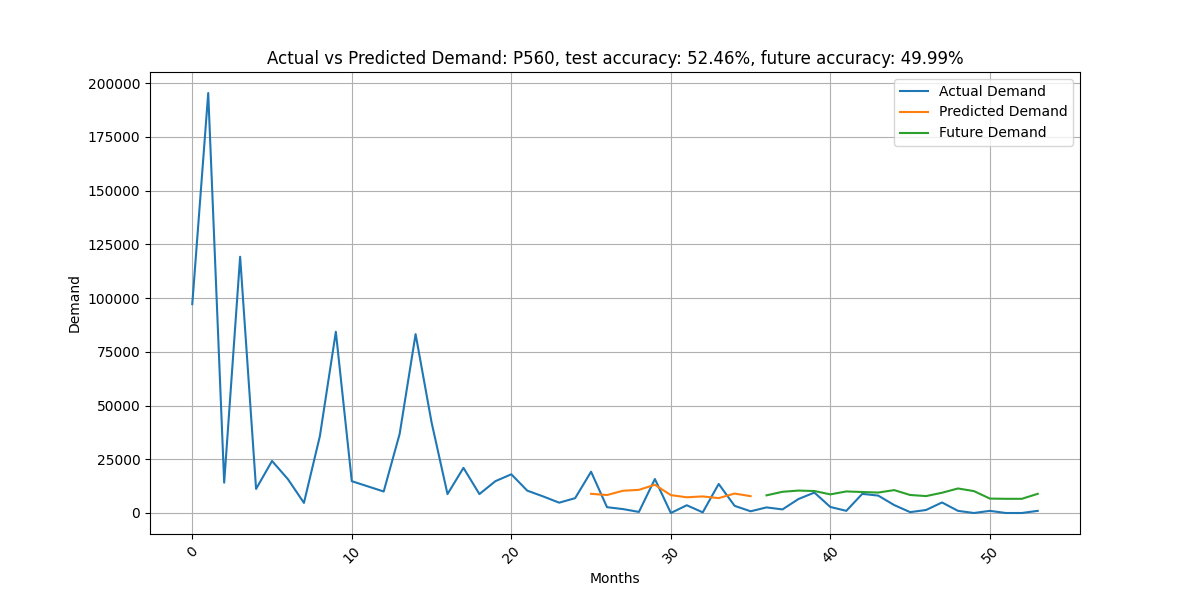 Actual vs Predicted Demand: P560, test accuracy: 52.46%, future accuracy: 49.99%
Actual Demand
Predicted Demand
Future Demand
200000
175000
150000
125000
100000
75000
50000
25000
0
Demand
0
10
20
30
40
50
Months